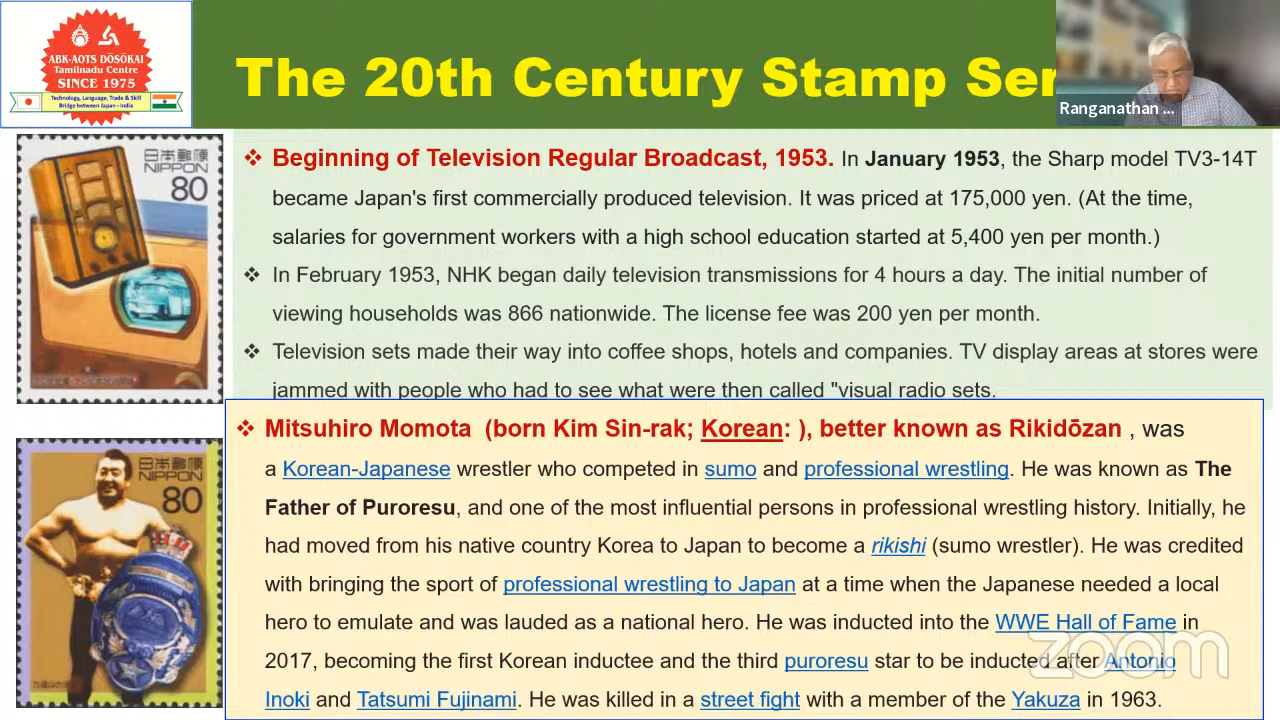 ABK-AOTS DŌSŌKAI
Tamilnadu Centre
SINCE 1975
Technology, Language, Trade & Skill
Bridge between Japan - India
The 20th Century Stamp Ser
Ranganathan ...
日本郵便
NIPPON
80
❖ Beginning of Television Regular Broadcast, 1953. In January 1953, the Sharp model TV3-14T
became Japan's first commercially produced television. It was priced at 175,000 yen. (At the time,
salaries for government workers with a high school education started at 5,400 yen per month.)
❖ In February 1953, NHK began daily television transmissions for 4 hours a day. The initial number of
viewing households was 866 nationwide. The license fee was 200 yen per month.
❖ Television sets made their way into coffee shops, hotels and companies. TV display areas at stores were
jammed with people who had to see what were then called "visual radio sets.
日本郵便
NIPPON
80
❖ Mitsuhiro Momota (born Kim Sin-rak; Korean: ), better known as Rikidōzan , was
a Korean-Japanese wrestler who competed in sumo and professional wrestling. He was known as The
Father of Puroresu, and one of the most influential persons in professional wrestling history. Initially, he
had moved from his native country Korea to Japan to become a rikishi (sumo wrestler). He was credited
with bringing the sport of professional wrestling to Japan at a time when the Japanese needed a local
hero to emulate and was lauded as a national hero. He was inducted into the WWE Hall of Fame in
2017, becoming the first Korean inductee and the third puroresu star to be inducted after Antonio
Inoki and Tatsumi Fujinami. He was killed in a street fight with a member of the Yakuza in 1963.
zoom